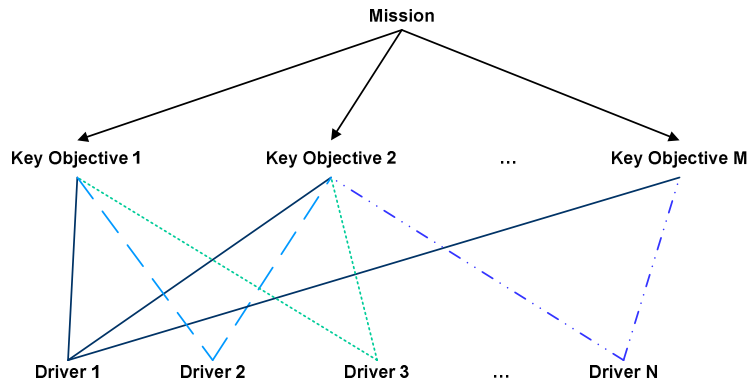 Mission
Key Objective 1 Key Objective 2 ... Key Objective M
Driver 1 Driver 2 Driver 3 ... Driver N